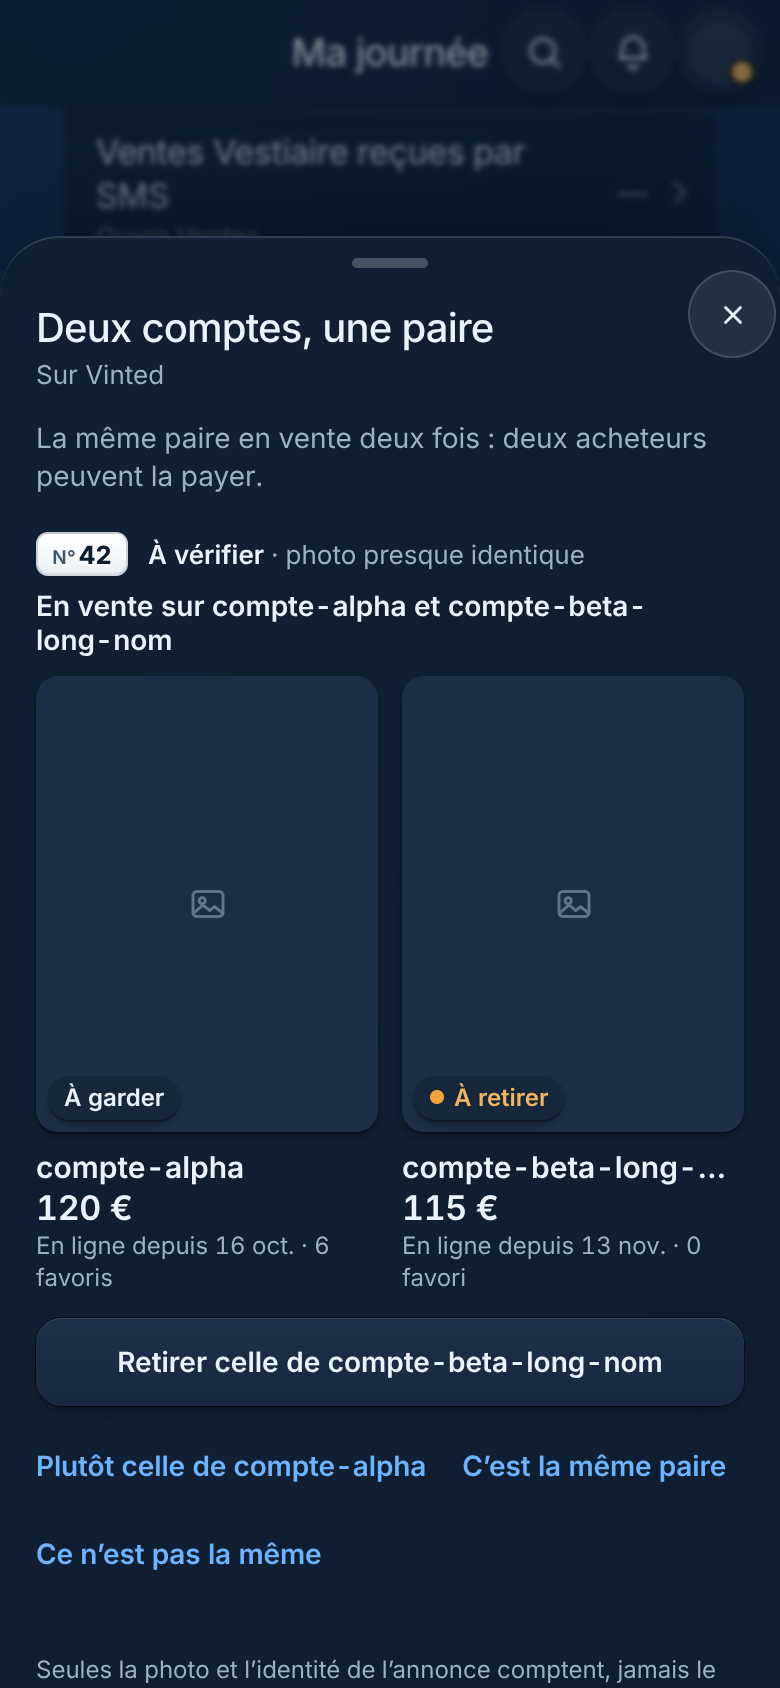 Ma journée
Ventes Vestiaire reçues par
SMS
Deux comptes, une paire
Sur Vinted
La même paire en vente deux fois : deux acheteurs
peuvent la payer.
N° 42 À vérifier · photo presque identique
En vente sur compte-alpha et compte-beta-
long-nom
À garder
À retirer
compte-alpha
120 €
En ligne depuis 16 oct. · 6
favoris
compte-beta-long-...
115 €
En ligne depuis 13 nov. · 0
favori
Retirer celle de compte-beta-long-nom
Plutôt celle de compte-alpha
C’est la même paire
Ce n’est pas la même
Seules la photo et l’identité de l’annonce comptent, jamais le